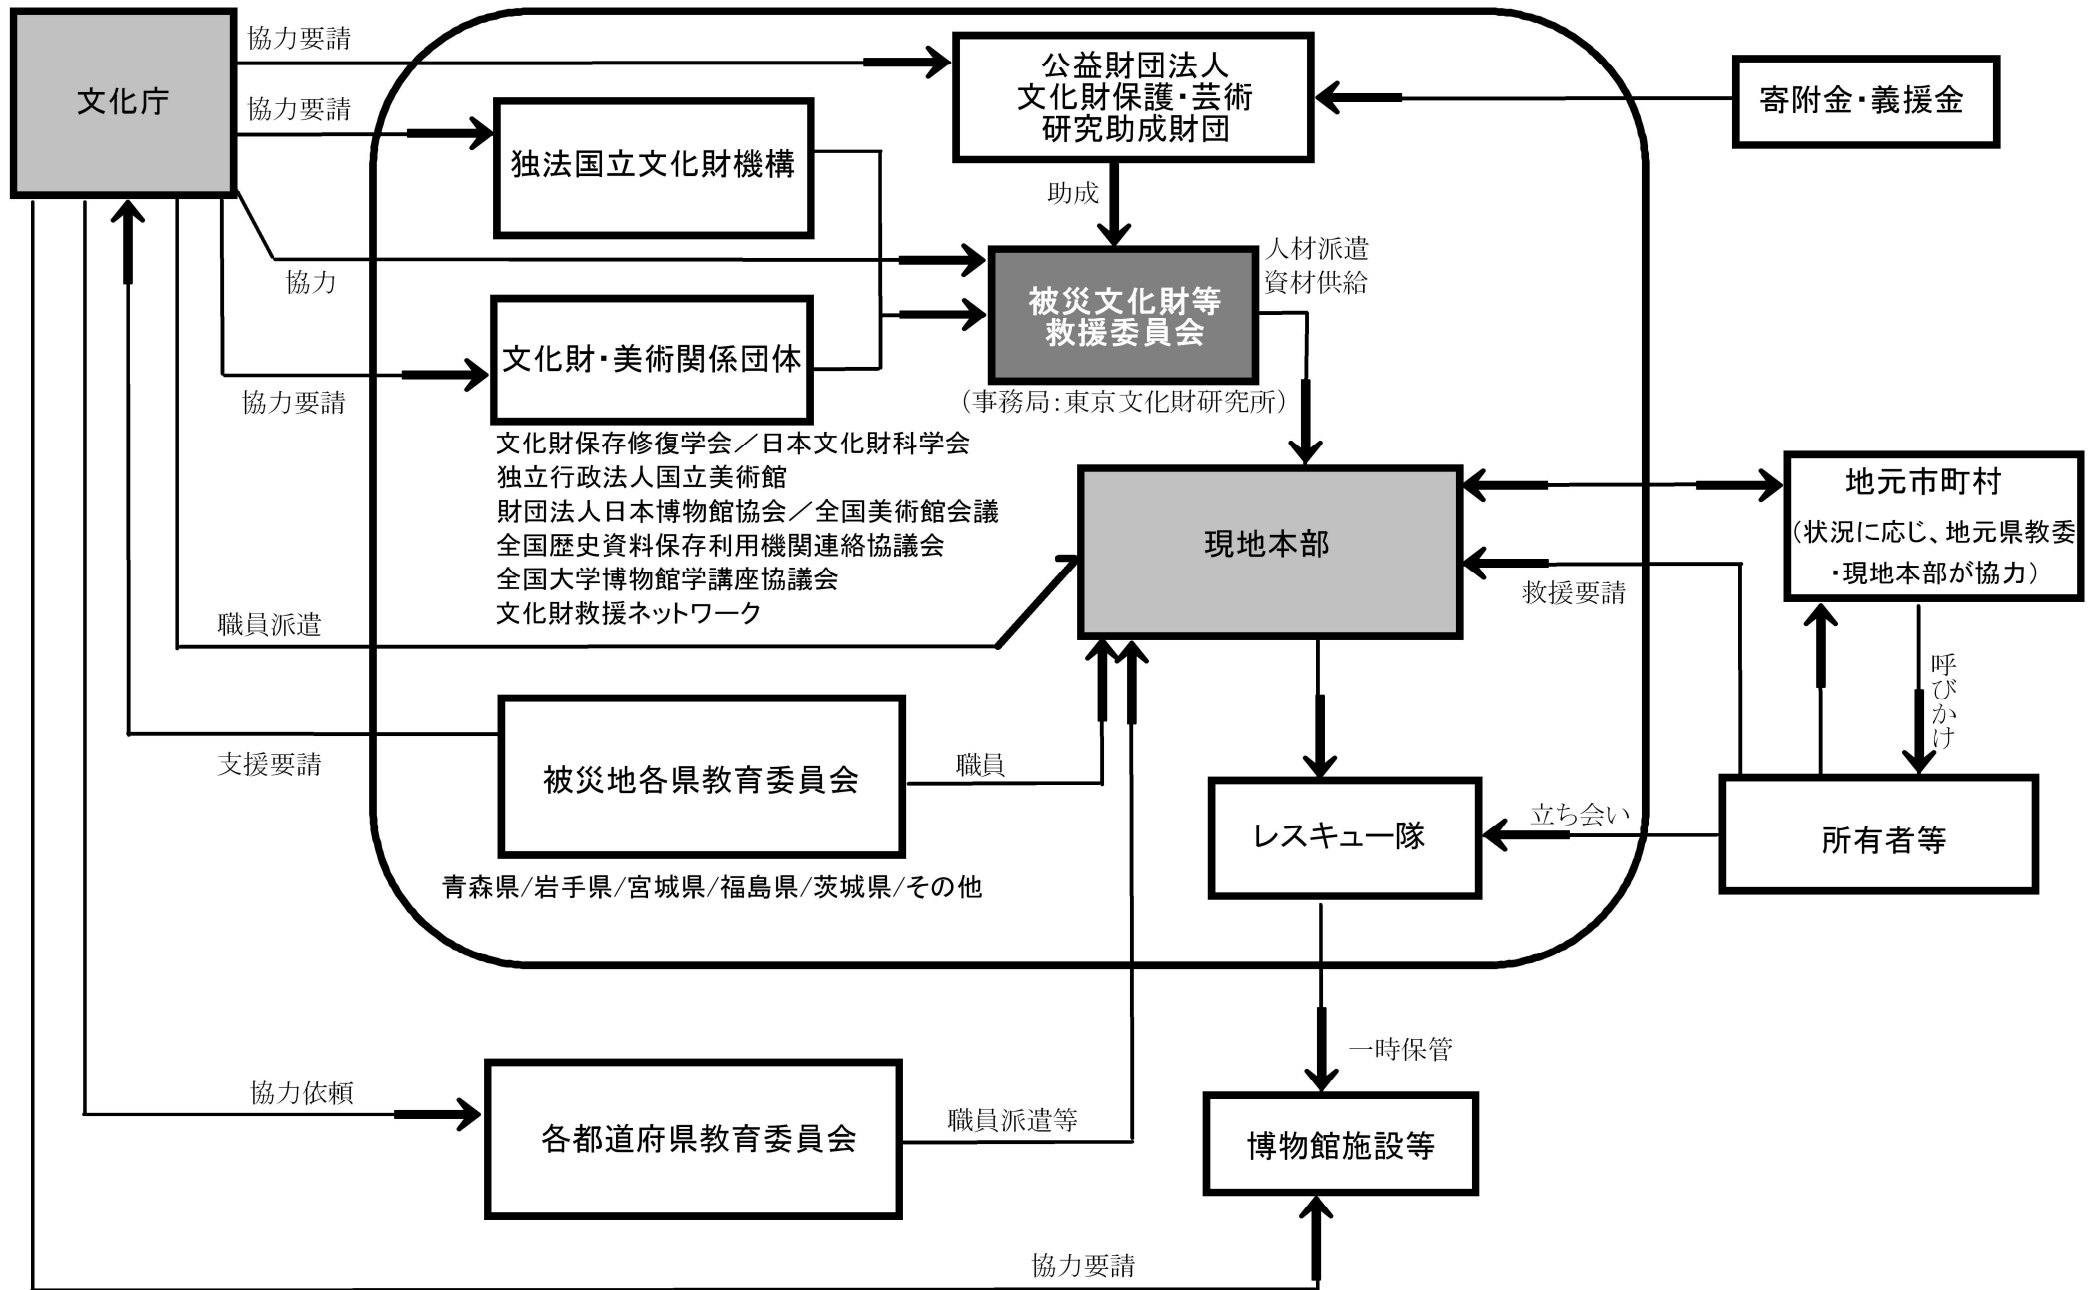 文化庁
協力要請
協力要請
公益財団法人
文化財保護・芸術
研究助成財団
寄附金・義援金
独法国立文化財機構
助成
協力
人材派遣
資材供給
被災文化財等
救援委員会
(事務局:東京文化財研究所)
文化財・美術関係団体
協力要請
文化財保存修復学会/日本文化財科学会
独立行政法人国立美術館
財団法人日本博物館協会/全国美術館会議
全国歴史資料保存利用機関連絡協議会
全国大学博物館学講座協議会
文化財救援ネットワーク
現地本部
地元市町村
(状況に応じ、地元県教委
・現地本部が協力)
救援要請
職員派遣
呼びかけ
支援要請
被災地各県教育委員会
職員
青森県/岩手県/宮城県/福島県/茨城県/その他
レスキュー隊
立ち会い
所有者等
一時保管
協力依頼
各都道府県教育委員会
職員派遣等
博物館施設等
協力要請